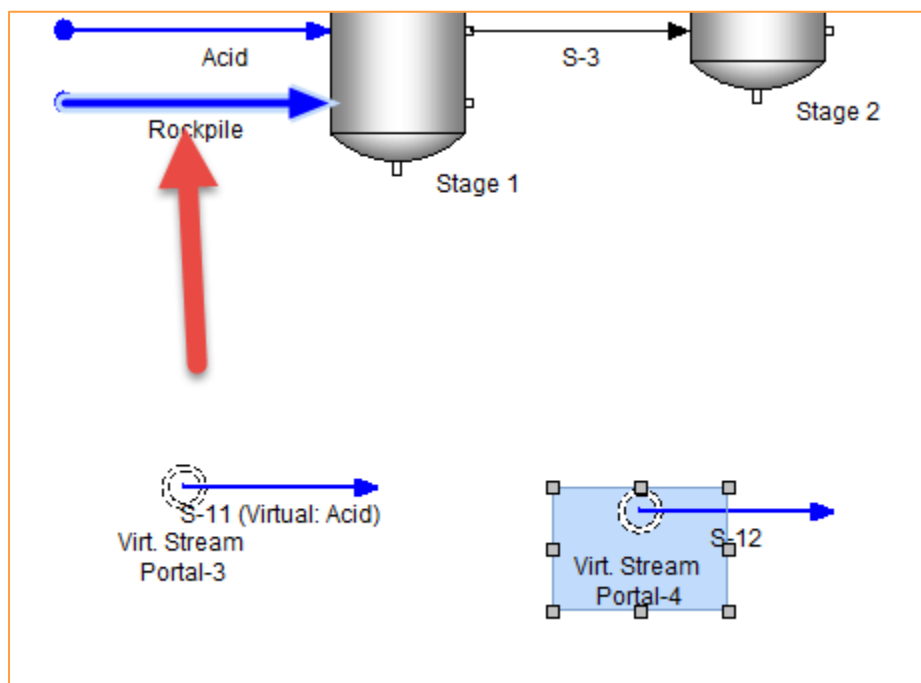 Acid
S-3
Rockpile
Stage 2
Stage 1
S-11 (Virtual: Acid)
Virt. Stream
Portal-3
S-12
Virt. Stream
Portal-4